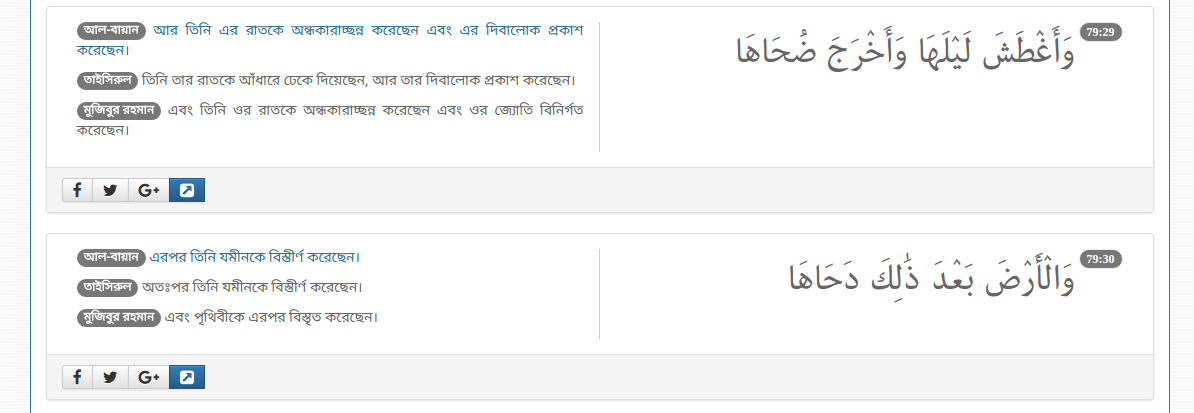 আল-বায়ান আর তিনি এর রাতকে অন্ধকারাচ্ছন্ন করেছেন এবং এর দিবালোক প্রকাশ
করেছেন।
তাইসিরুল তিনি তার রাতকে আঁধারে ঢেকে দিয়েছেন, আর তার দিবালোক প্রকাশ করেছেন।
মুজিবুর রহমান এবং তিনি ওর রাতকে অন্ধকারাচ্ছন্ন করেছেন এবং ওর জ্যোতি বিনির্গত
করেছেন।
79:29
وَأَغْطَشَ لَيْلَهَا وَأَخْرَجَ ضُحَاهَا
G+
আল-বায়ান এরপর তিনি যমীনকে বিস্তীর্ণ করেছেন।
তাইসিরুল অতঃপর তিনি যমীনকে বিস্তীর্ণ করেছেন।
মুজিবুর রহমান এবং পৃথিবীকে এরপর বিস্তৃত করেছেন।
79:30
وَالْأَرْضَ بَعْدَ ذَٰلِكَ دَحَاهَا
G+